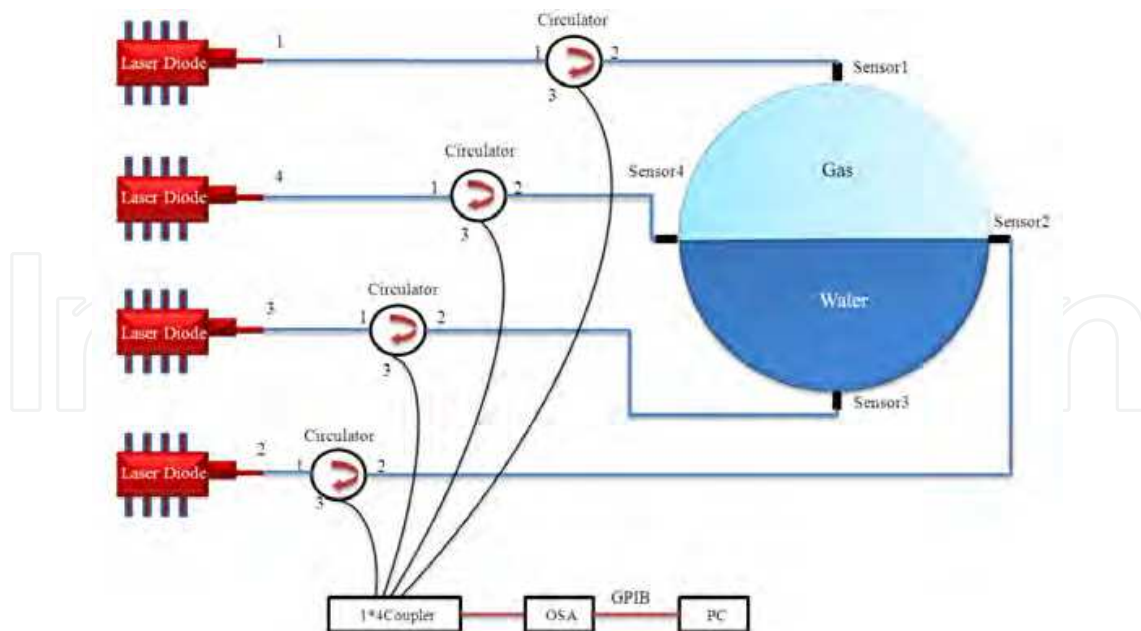 Circulator
1
Laser Diode
1
2
Sensor1
3
Circulator
Gas
4
Sensor4
Laser Diode
1
2
Sensor2
3
Circulator
Water
3
1
2
Laser Diode
3
Sensor3
Circulator
2
1
2
Laser Diode
3
GPIB
1*4Coupler
OSA
PC